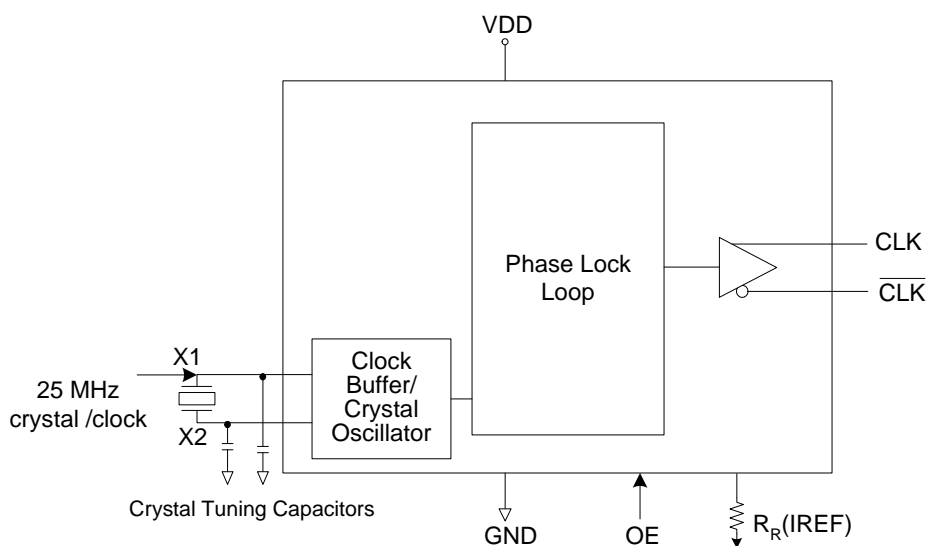 VDD
Phase Lock
Loop
CLK
CLK
Clock
Buffer/
Crystal
Oscillator
X1
25 MHz
crystal /clock
X2
Crystal Tuning Capacitors
GND
OE
R_R(IREF)